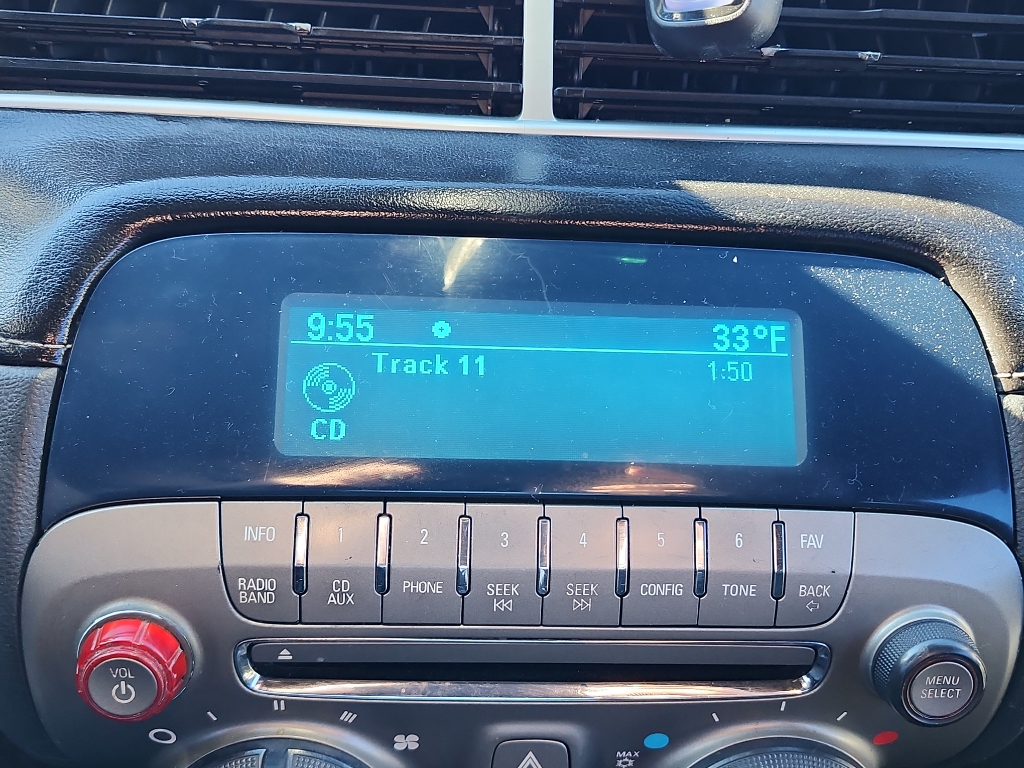 9:55 33°F
Track 11 1:50
CD
INFO 1 2 3 4 5 6 FAV
RADIO BAND CD AUX PHONE SEEK SEEK CONFIG TONE BACK
VOL
MENU
SELECT
MAX